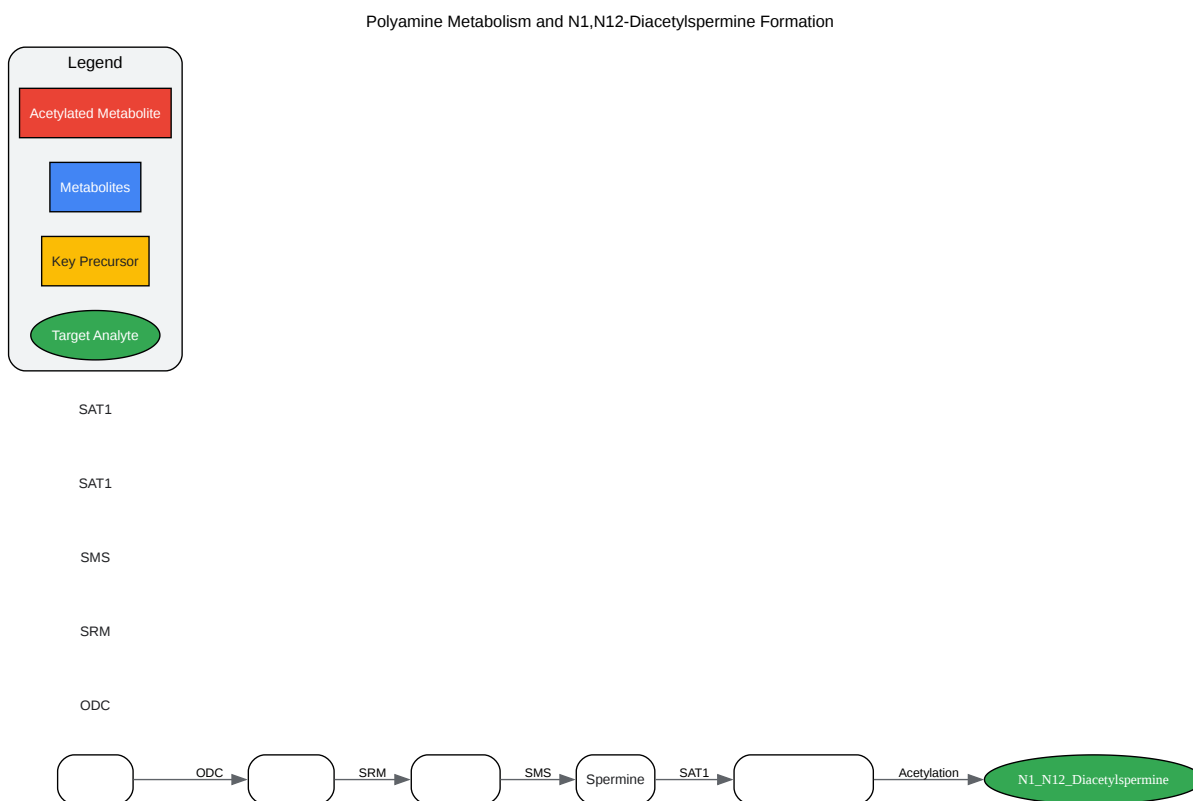 Polyamine Metabolism and N1,N12-Diacetylspermine Formation
Legend
Acetylated Metabolite
Metabolites
Key Precursor
Target Analyte
SAT1
SAT1
SMS
SRM
ODC
ODC
SRM
SMS
Spermine
SAT1
Acetylation
N1_N12_Diacetylspermine